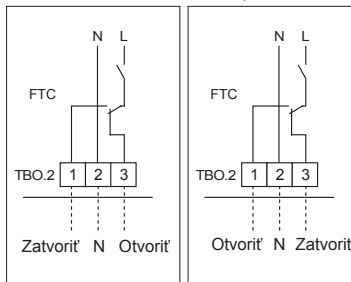 N L
FTC
TBO.2 1 2 3
Zatvoriť N Otvoriť
N L
FTC
TBO.2 1 2 3
Otvoriť N Zatvoriť